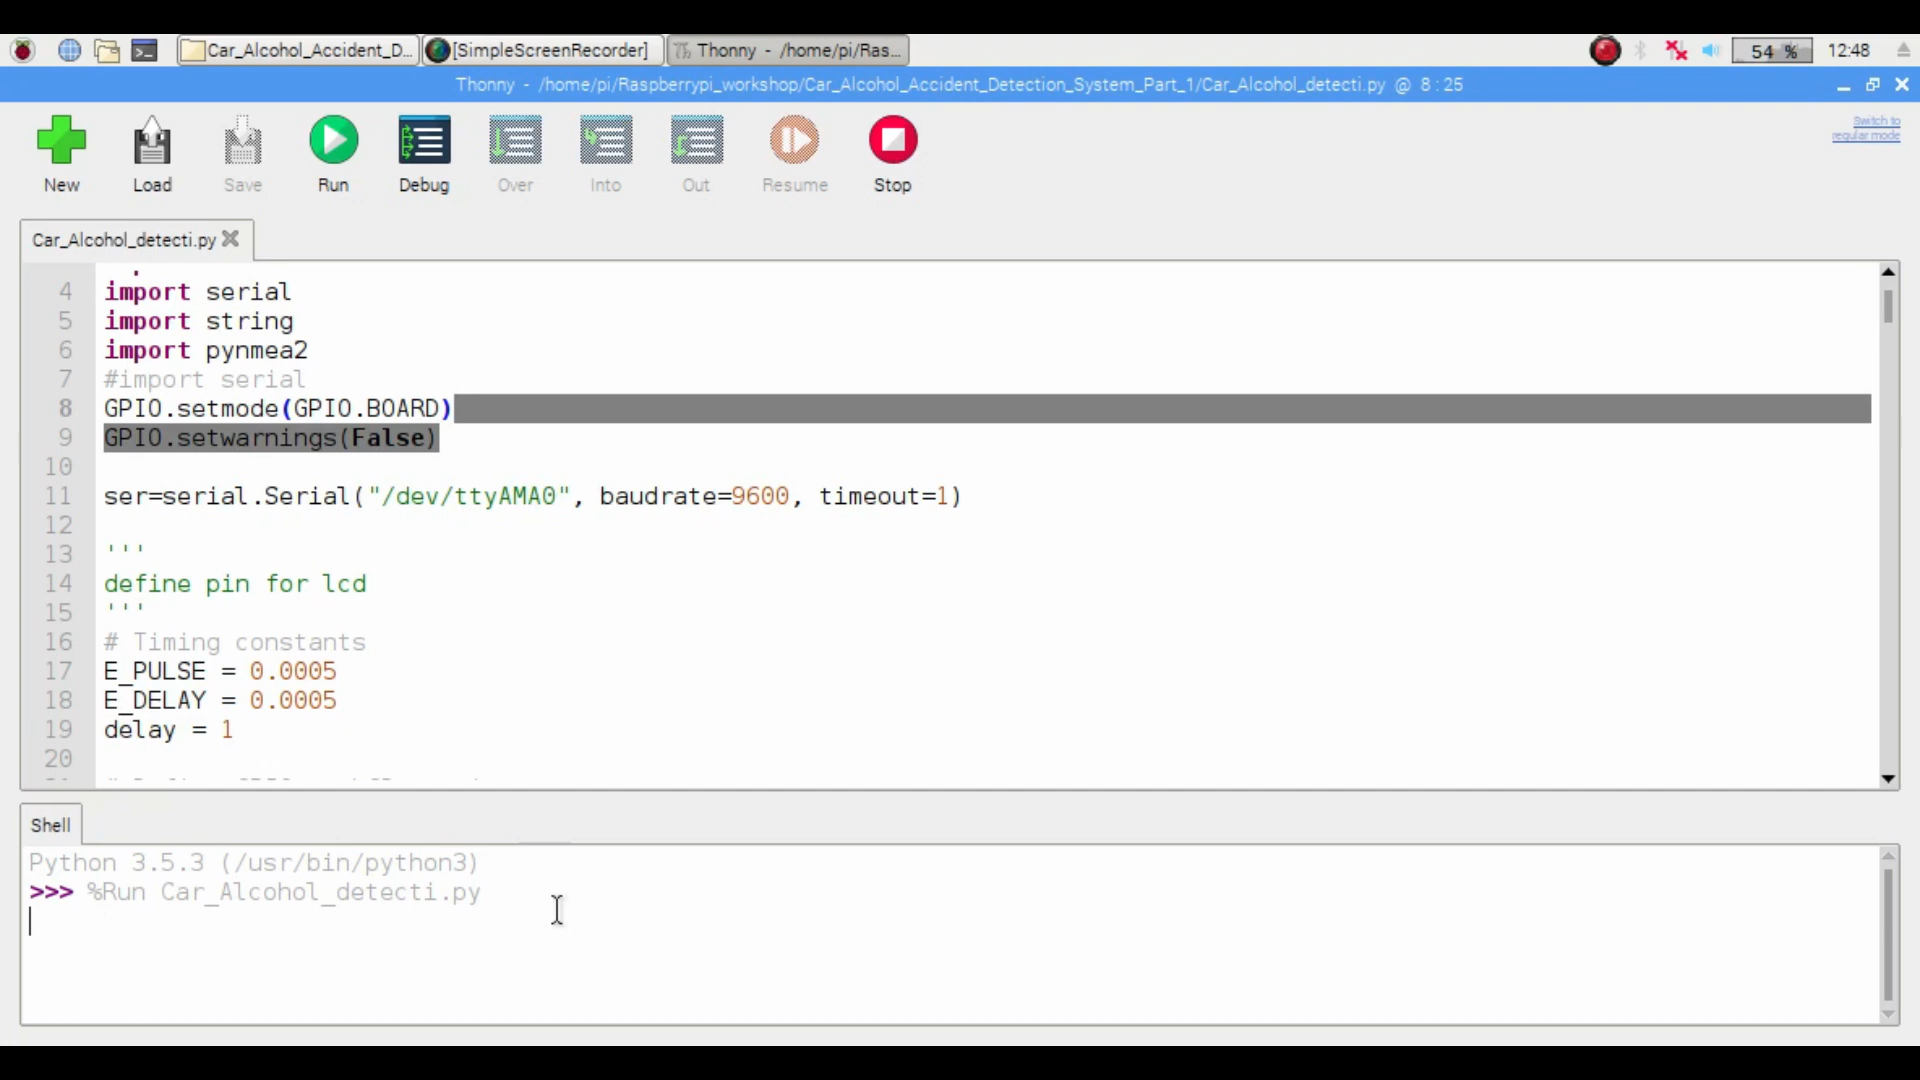 Car_Alcohol_Accident_D...
[SimpleScreenRecorder]
Thonny - /home/pi/Ras...
54 %
12:48
Thonny - /home/pi/Raspberrypi_workshop/Car_Alcohol_Accident_Detection_System_Part_1/Car_Alcohol_detecti.py @ 8:25
Switch to
regular mode
New
Load
Save
Run
Debug
Over
Into
Out
Resume
Stop
Car_Alcohol_detecti.py
4 import serial
5 import string
6 import pynmea2
7 #import serial
8 GPIO.setmode(GPIO.BOARD)
9 GPIO.setwarnings(False)
10
11 ser=serial.Serial("/dev/ttyAMA0", baudrate=9600, timeout=1)
12
13 '''
14 define pin for lcd
15 '''
16 # Timing constants
17 E_PULSE = 0.0005
18 E_DELAY = 0.0005
19 delay = 1
20
Shell
Python 3.5.3 (/usr/bin/python3)
>>> %Run Car_Alcohol_detecti.py